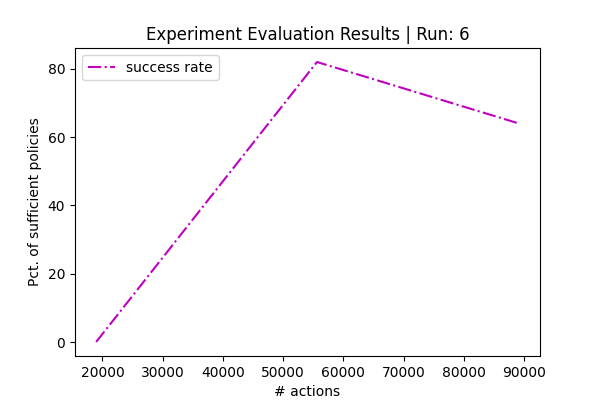 Experiment Evaluation Results | Run: 6
success rate
Pct. of sufficient policies
80
60
40
20
0
20000 30000 40000 50000 60000 70000 80000 90000
# actions